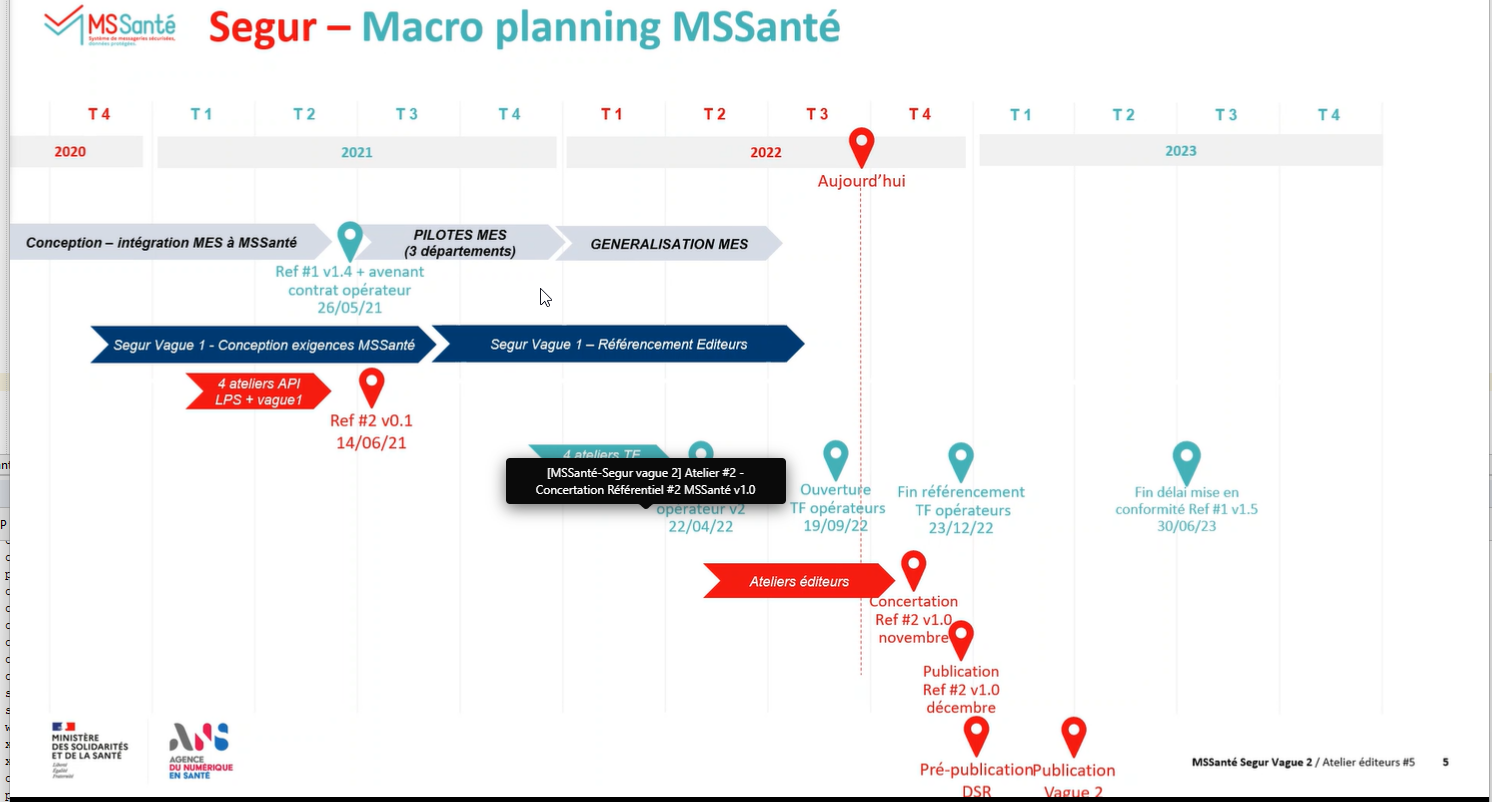 MSSanté
Système de messageries sécurisées,
données protégées.
Segur – Macro planning MSSanté
T 4 T 1 T 2 T 3 T 4 T 1 T 2 T 3 T 4 T 1 T 2 T 3 T 4
2020 2021 2022 2023
Aujourd'hui
Conception – intégration MES à MSSanté
PILOTES MES
(3 départements)
GENERALISATION MES
Ref #1 v1.4 + avenant
contrat opérateur
26/05/21
Segur Vague 1 - Conception exigences MSSanté
Segur Vague 1 – Référencement Editeurs
4 ateliers API
LPS + vague1
Ref #2 v0.1
14/06/21
4 ateliers TF
[MSSanté-Segur vague 2] Atelier #2 -
Concertation Référentiel #2 MSSanté v1.0
opérateur v2
22/04/22
Ouverture
TF opérateurs
19/09/22
Fin référencement
TF opérateurs
23/12/22
Fin délai mise en
conformité Ref #1 v1.5
30/06/23
Ateliers éditeurs
Concertation
Ref #2 v1.0
novembre
Publication
Ref #2 v1.0
décembre
Pré-publication
DSR
Publication
Vague 2
MINISTÈRE
DES SOLIDARITÉS
ET DE LA SANTÉ
Liberté
Égalité
Fraternité
ANS
AGENCE
DU NUMÉRIQUE
EN SANTÉ
MSSanté Segur Vague 2 / Atelier éditeurs #5 5